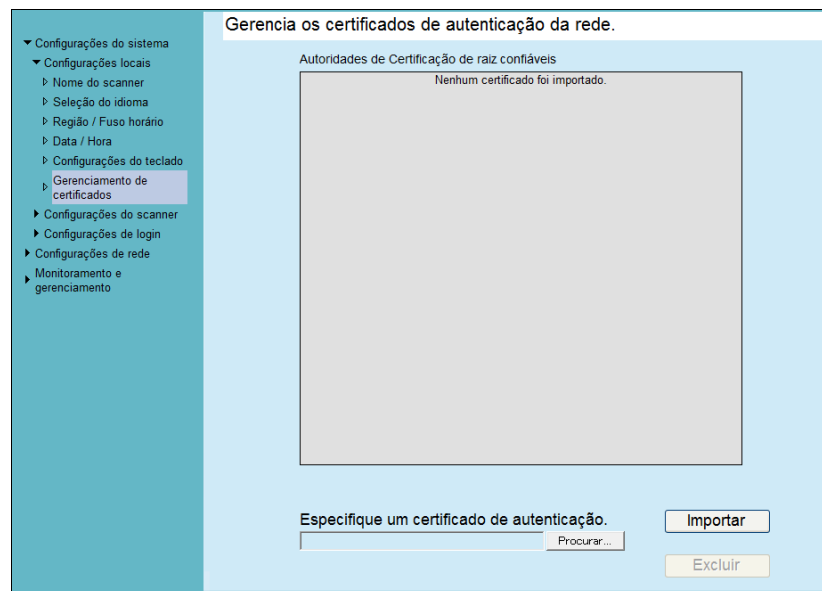 Gerencia os certificados de autenticação da rede.
Configurações do sistema
Configurações locais
Nome do scanner
Seleção do idioma
Região / Fuso horário
Data / Hora
Configurações do teclado
Gerenciamento de
certificados
Configurações do scanner
Configurações de login
Configurações de rede
Monitoramento e
gerenciamento
Autoridades de Certificação de raiz confiáveis
Nenhum certificado foi importado.
Especifique um certificado de autenticação.
Procurar...
Importar
Excluir